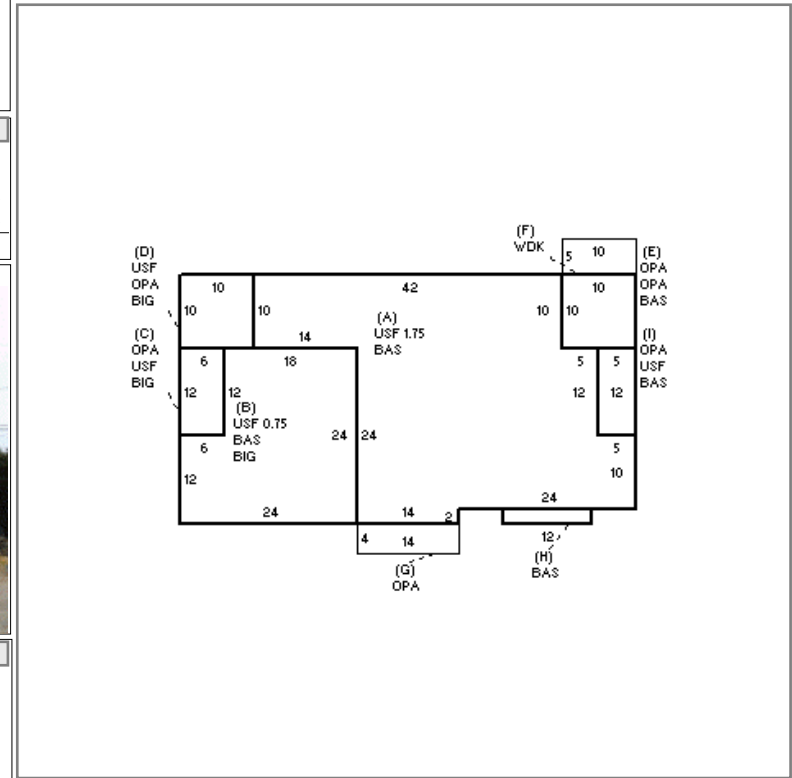 (F)
WDK
5
10
(D)
USF
OPA
BIG
(E)
OPA
OPA
BAS
10
42
10
10
10
10
10
(A)
USF 1.75
BAS
14
(C)
OPA
USF
BIG
(I)
OPA
USF
BAS
6
18
5
5
12
12
12
12
(B)
USF 0.75
BAS
BIG
24
24
6
5
12
10
24
14
2
24
4
14
12
(G)
OPA
(H)
BAS